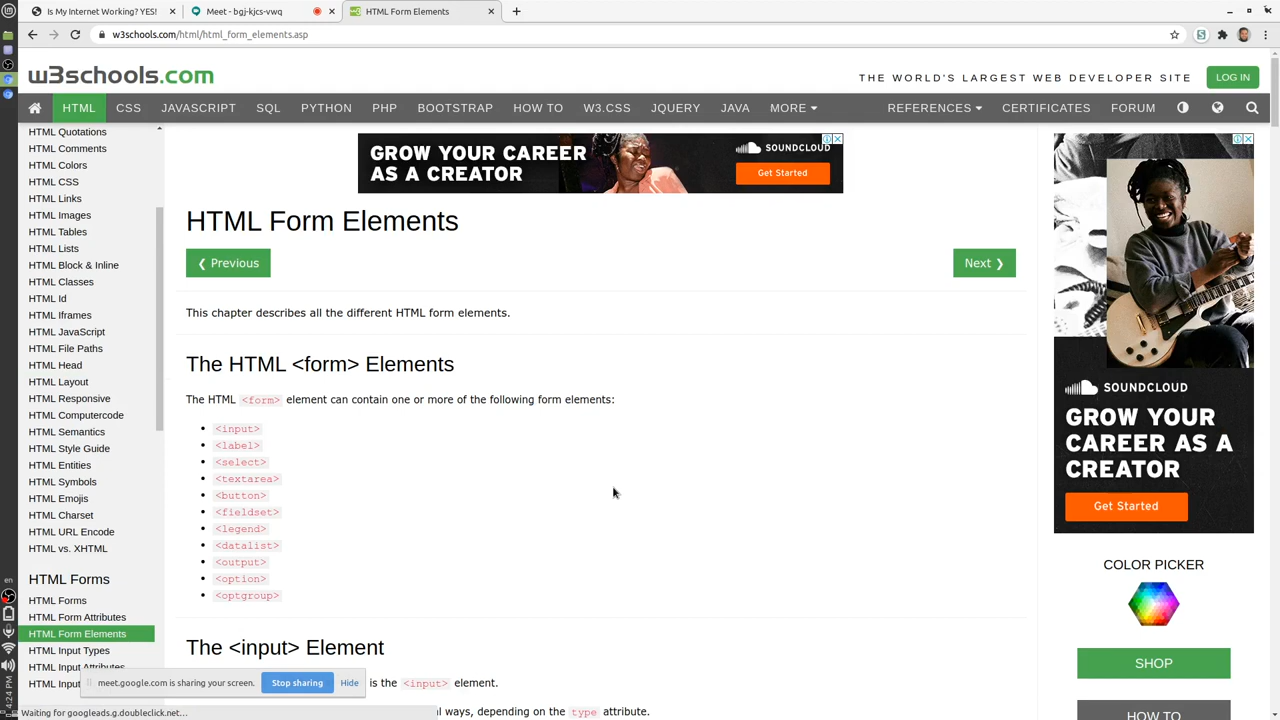 Is My Internet Working? YES!
Meet - bgj-kjcs-vwq
HTML Form Elements
w3schools.com/html/html_form_elements.asp
w3schools.com
THE WORLD'S LARGEST WEB DEVELOPER SITE
LOG IN
HTML CSS JAVASCRIPT SQL PYTHON PHP BOOTSTRAP HOW TO W3.CSS JQUERY JAVA MORE REFERENCES CERTIFICATES FORUM
HTML Quotations
HTML Comments
HTML Colors
HTML CSS
HTML Links
HTML Images
HTML Tables
HTML Lists
HTML Block & Inline
HTML Classes
HTML Id
HTML Iframes
HTML JavaScript
HTML File Paths
HTML Head
HTML Layout
HTML Responsive
HTML Computercode
HTML Semantics
HTML Style Guide
HTML Entities
HTML Symbols
HTML Emojis
HTML Charset
HTML URL Encode
HTML vs. XHTML
HTML Forms
HTML Forms
HTML Form Attributes
HTML Form Elements
HTML Input Types
HTML Input Attributes
HTML Input
GROW YOUR CAREER
AS A CREATOR
SOUNDCLOUD
Get Started
HTML Form Elements
❮ Previous
Next ❯
This chapter describes all the different HTML form elements.
The HTML <form> Elements
The HTML <form> element can contain one or more of the following form elements:
• <input>
• <label>
• <select>
• <textarea>
• <button>
• <fieldset>
• <legend>
• <datalist>
• <output>
• <option>
• <optgroup>
The <input> Element
is the <input> element.
ways, depending on the type attribute.
SOUNDCLOUD
GROW YOUR
CAREER AS A
CREATOR
Get Started
COLOR PICKER
SHOP
HOW TO
meet.google.com is sharing your screen.
Stop sharing
Hide
Waiting for googleads.g.doubleclick.net...
en
4:24 PM